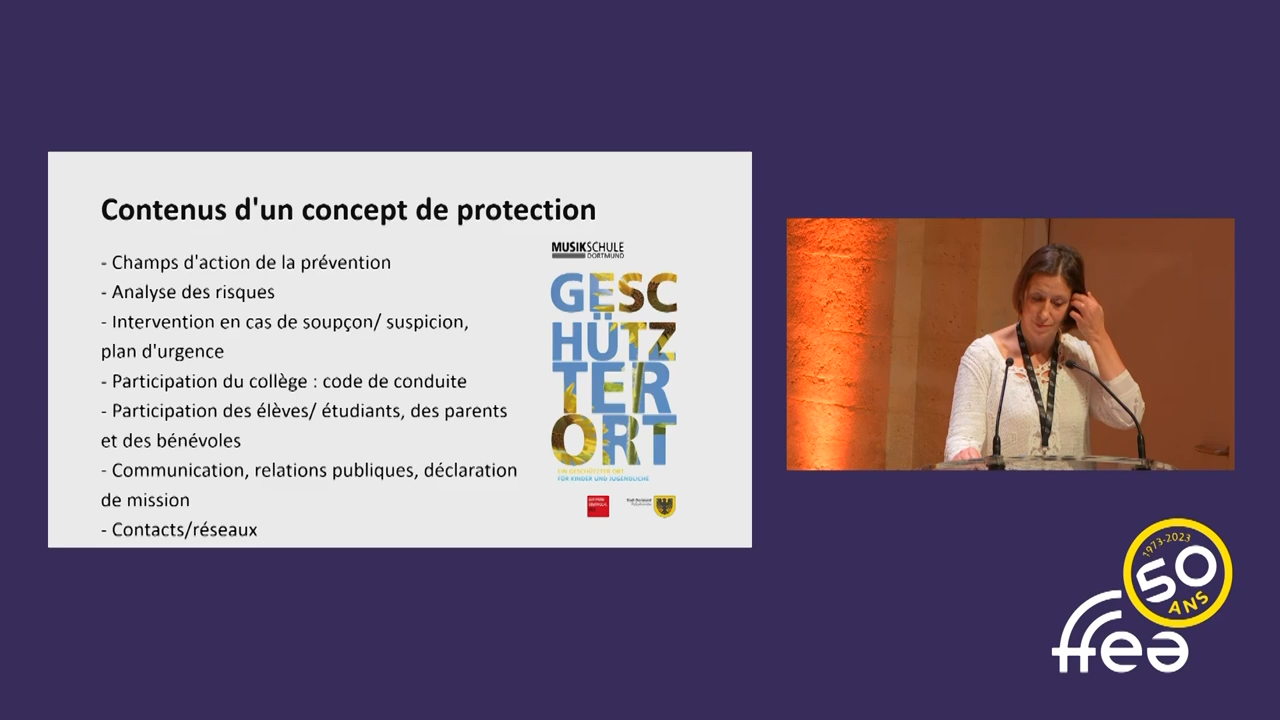 Contenus d'un concept de protection
- Champs d'action de la prévention
- Analyse des risques
- Intervention en cas de soupçon/ suspicion,
plan d'urgence
- Participation du collège : code de conduite
- Participation des élèves/ étudiants, des parents
et des bénévoles
- Communication, relations publiques, déclaration
de mission
- Contacts/réseaux
MUSIKSCHULE
DORTMUND
GESC
HÜTZ
TER
ORT
EIN GESCHÜTZTER ORT
FÜR KINDER UND JUGENDLICHE
1973-2023
50
ANS
ffea